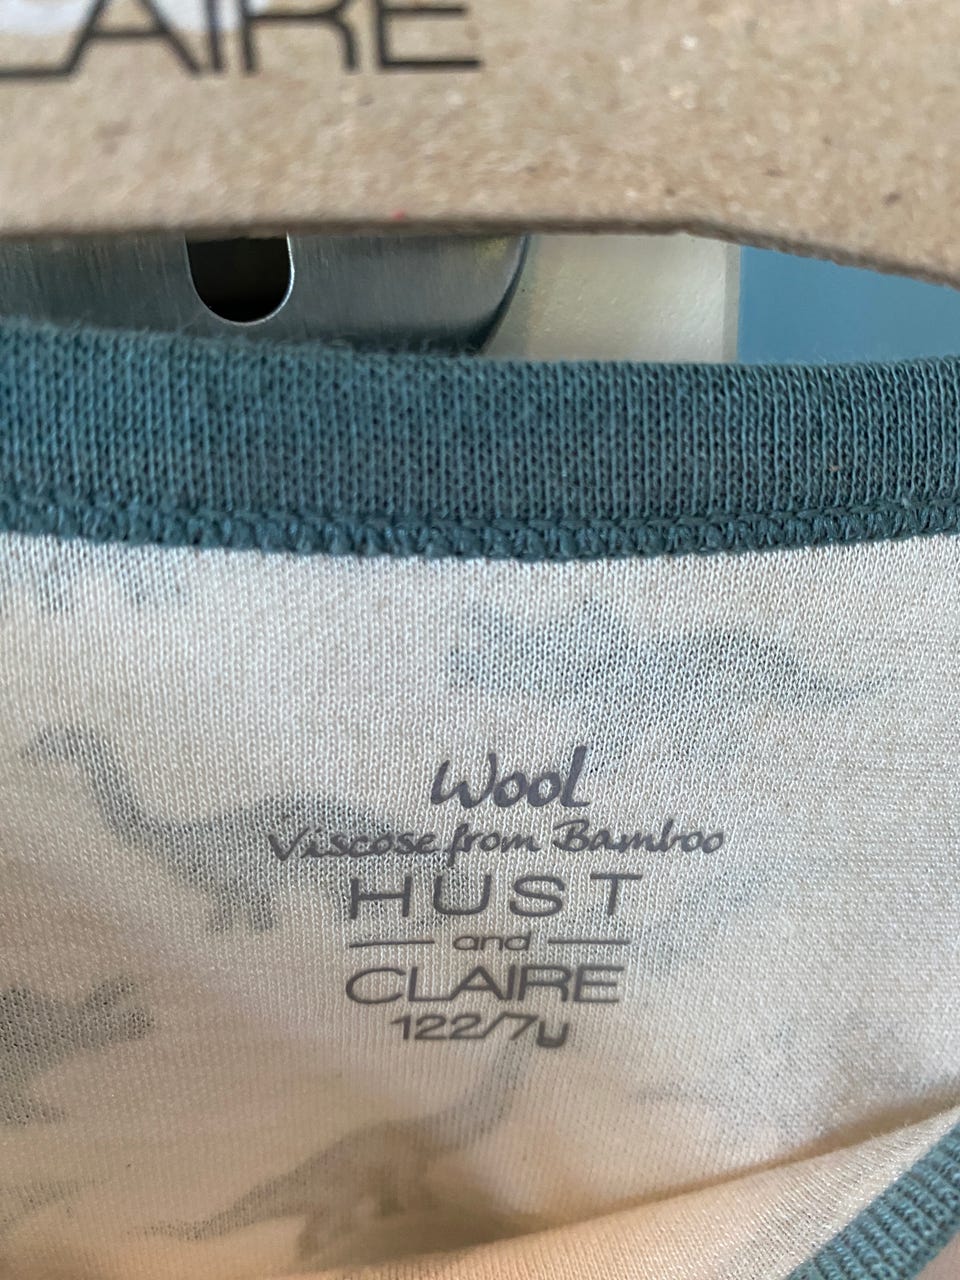 CLAIRE
Wool
Viscose from Bamboo
HUST
and
CLAIRE
122/7y